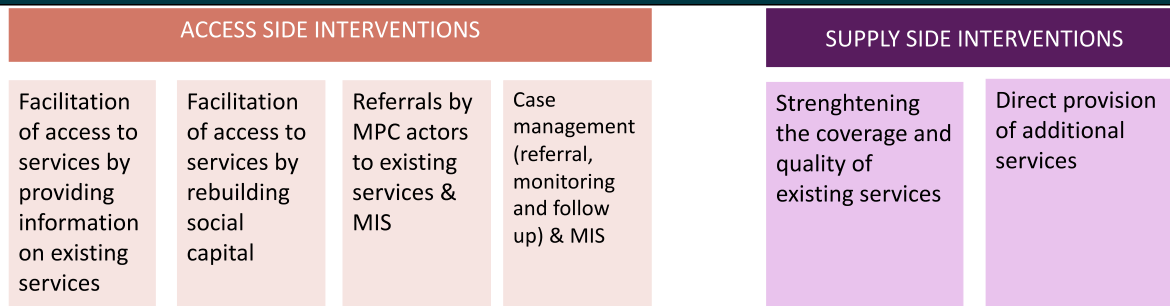 ACCESS SIDE INTERVENTIONS
Facilitation
of access to
services by
providing
information
on existing
services
Facilitation
of access to
services by
rebuilding
social
capital
Referrals by
MPC actors
to existing
services &
MIS
Case
management
(referral,
monitoring
and follow
up) & MIS
SUPPLY SIDE INTERVENTIONS
Strenghtening
the coverage and
quality of
existing services
Direct provision
of additional
services